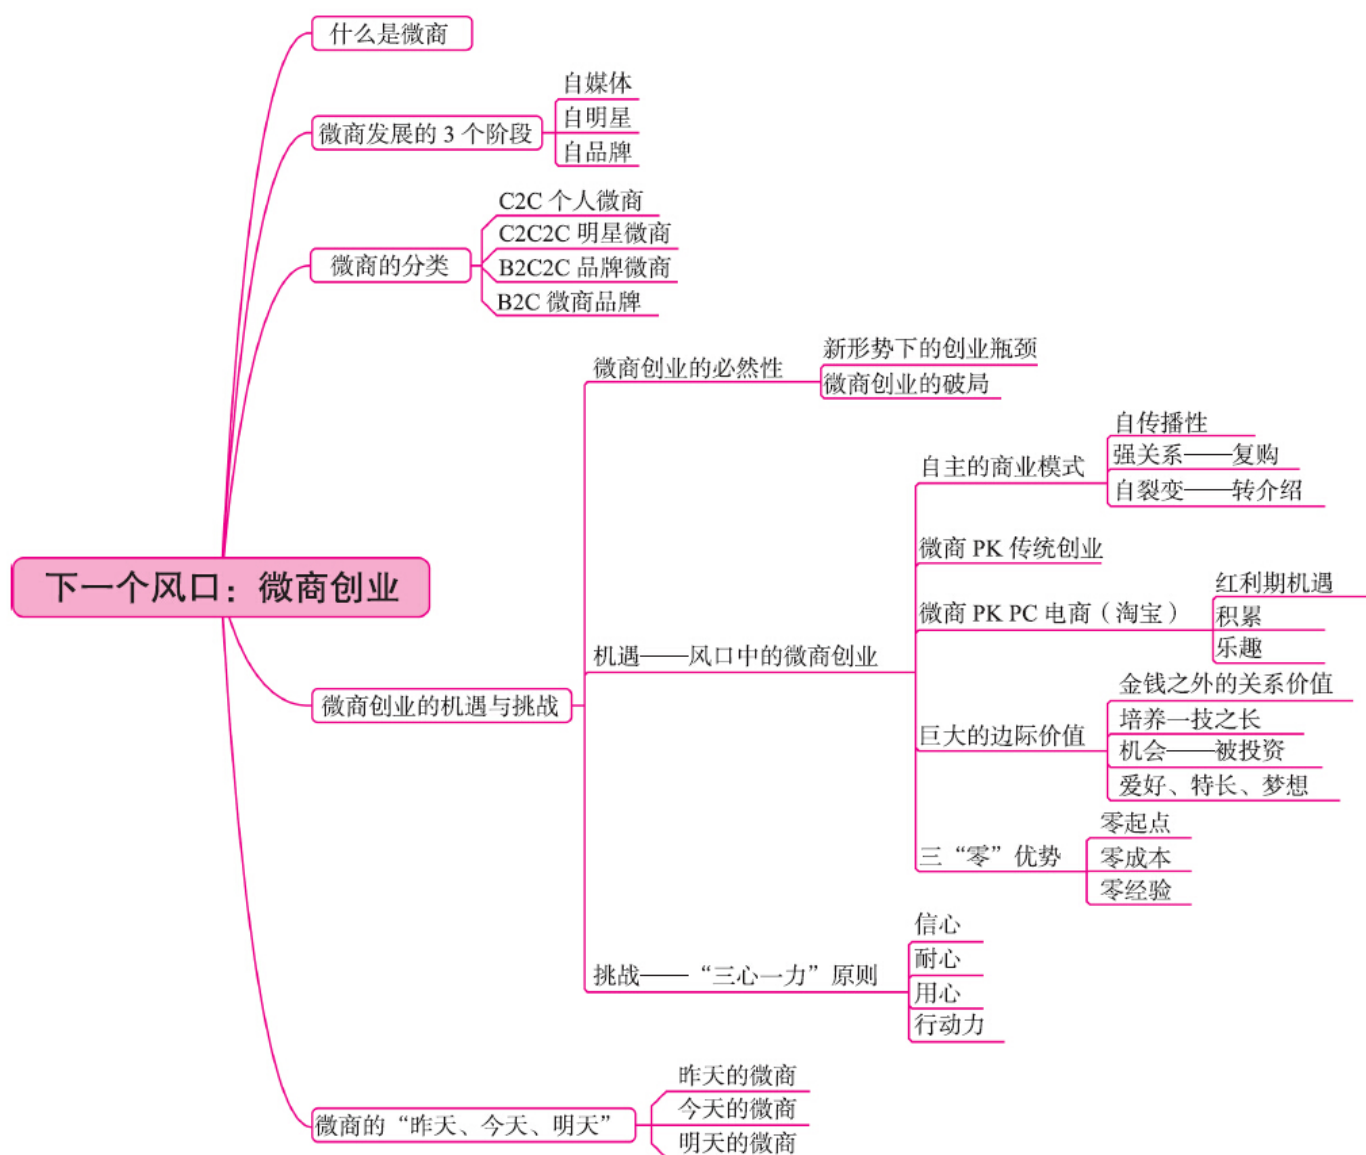 什么是微商
自媒体
微商发展的 3 个阶段
自明星
自品牌
C2C 个人微商
C2C2C 明星微商
微商的分类
B2C2C 品牌微商
B2C 微商品牌
新形势下的创业瓶颈
微商创业的必然性
微商创业的破局
自传播性
自主的商业模式
强关系——复购
自裂变——转介绍
微商 PK 传统创业
下一个风口：微商创业
红利期机遇
微商 PK PC 电商（淘宝）
积累
乐趣
机遇——风口中的微商创业
微商创业的机遇与挑战
金钱之外的关系价值
培养一技之长
巨大的边际价值
机会——被投资
爱好、特长、梦想
零起点
三“零”优势
零成本
零经验
信心
耐心
挑战——“三心一力”原则
用心
行动力
昨天的微商
微商的“昨天、今天、明天”
今天的微商
明天的微商